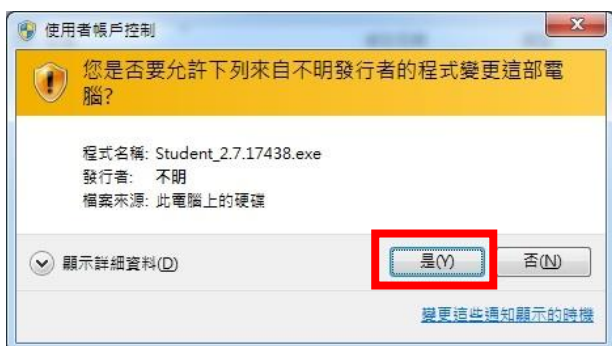 使用者帳戶控制
您是否要允許下列來自不明發行者的程式變更這部電
腦?
程式名稱: Student_2.7.17438.exe
發行者: 不明
檔案來源: 此電腦上的硬碟
顯示詳細資料(D)
是(Y)
否(N)
變更這些通知顯示的時機